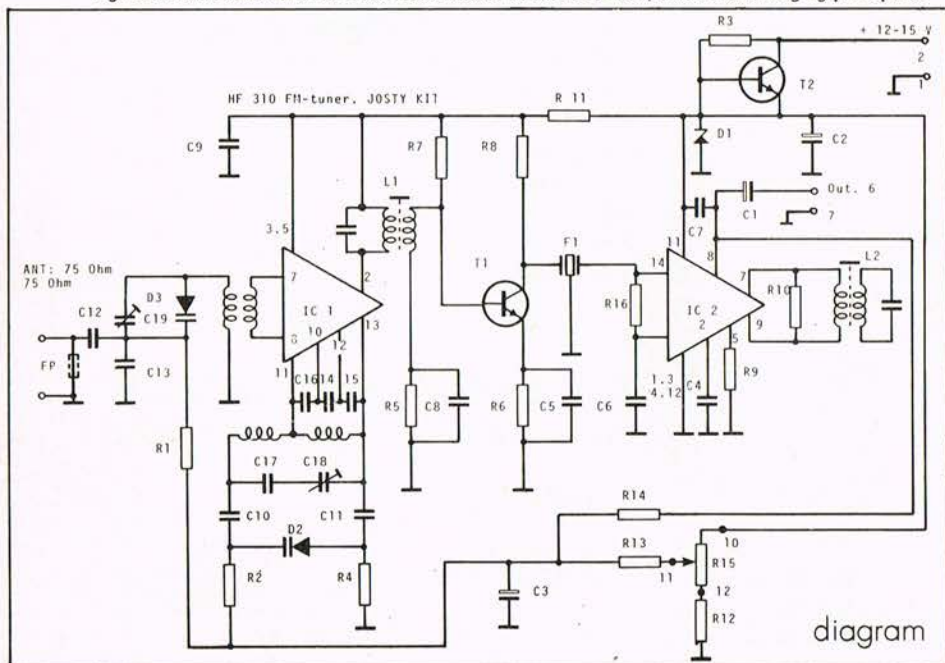 R3
+ 12-15 V
2
T2
1
HF 310 FM-tuner. JOSTY KIT
R 11
D1
C2
C9
R7
R8
L1
C7
C1
Out. 6
7
3.5
11
8
ANT: 75 Ohm
75 Ohm
7
2
T1
F1
14
7
L2
C12
D3
C19
IC 1
13
R16
IC 2
R10
8
10
12
2
5
9
FP
C13
11
C16
14
15
R5
C8
R6
C5
C6
1.3
4.12
C4
R9
R1
C17
C18
R14
C10
C11
10
D2
R13
R15
11
R2
R4
C3
12
R12
diagram